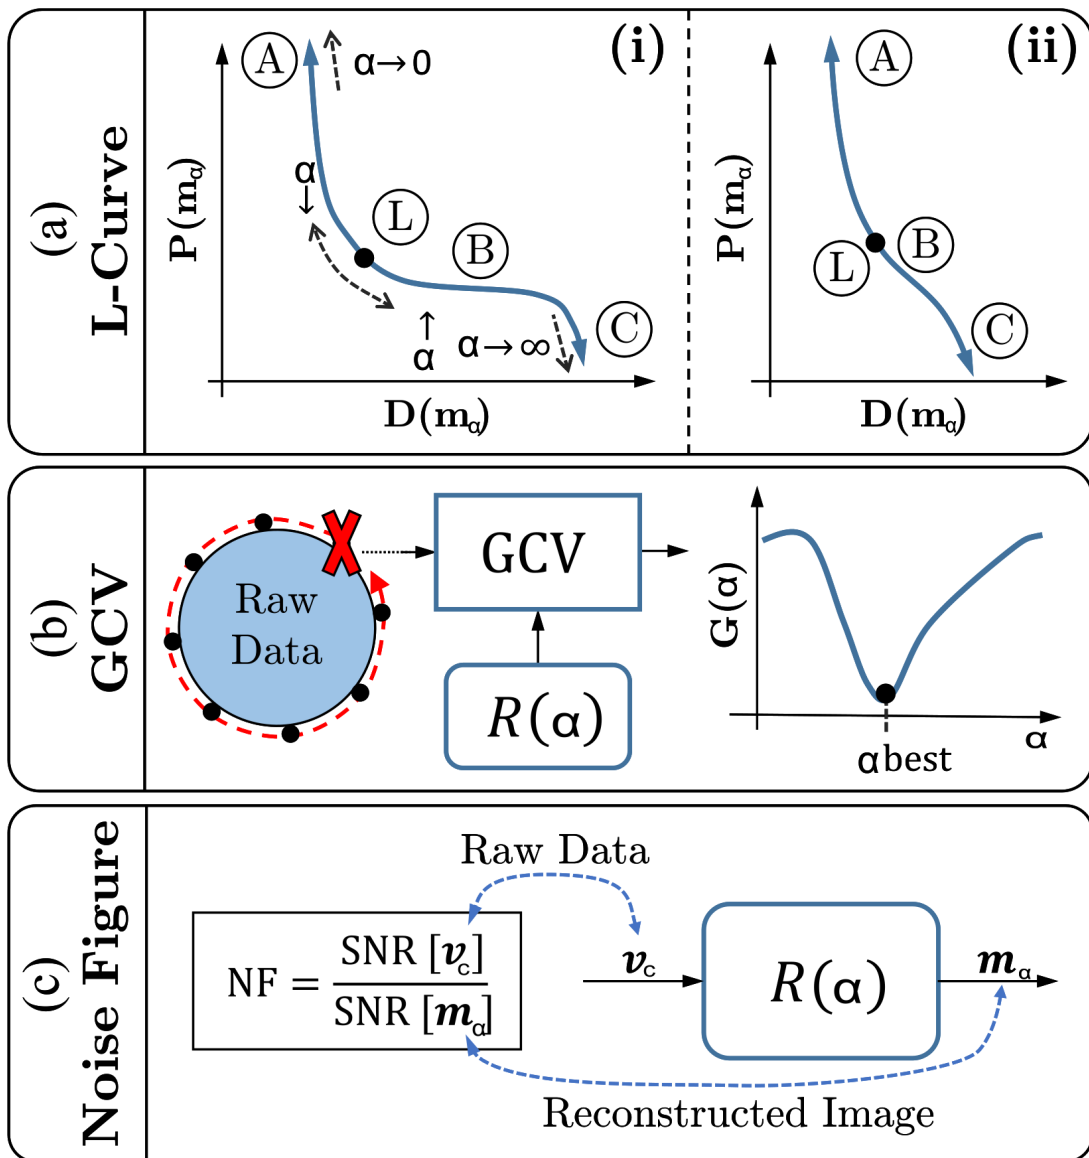 (a)
L-Curve
(i)
A
α→0
P(mα)
α
↓
L
B
↑
α
α→∞
C
D(mα)
(ii)
A
P(mα)
L
B
C
D(mα)
(b)
GCV
Raw
Data
GCV
R(α)
G(α)
α best
α
(c)
Noise Figure
Raw Data
NF = SNR [vc] / SNR [mα]
vc
R(α)
mα
Reconstructed Image